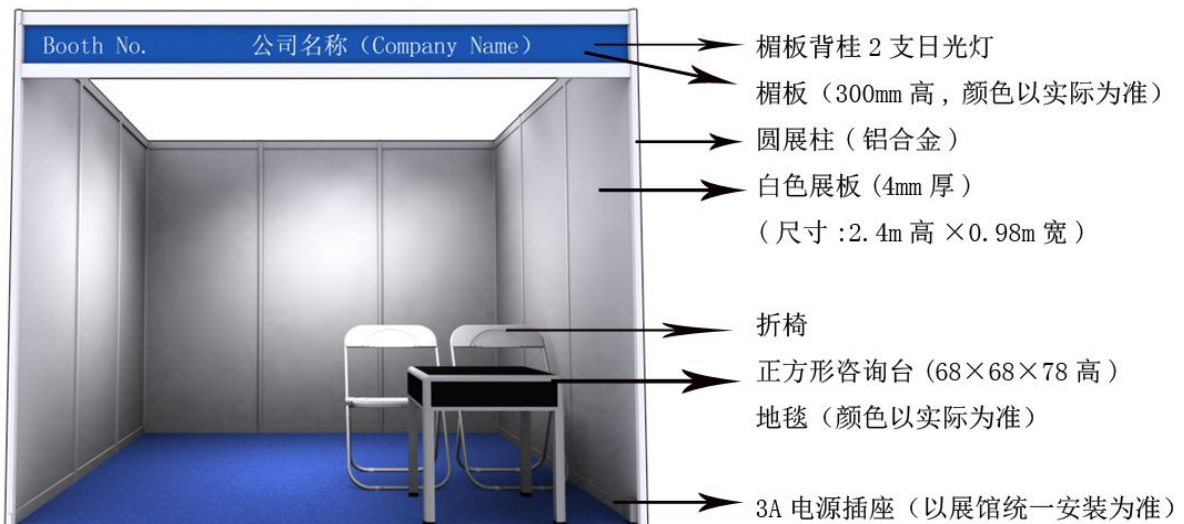 Booth No. 公司名称（Company Name）
楣板背桂 2 支日光灯
楣板（300mm 高 , 颜色以实际为准）
圆展柱 ( 铝合金 )
白色展板 (4mm 厚 )
( 尺寸 :2.4m 高 ×0.98m 宽 )
折椅
正方形咨询台 (68×68×78 高 )
地毯（颜色以实际为准）
3A 电源插座（以展馆统一安装为准）